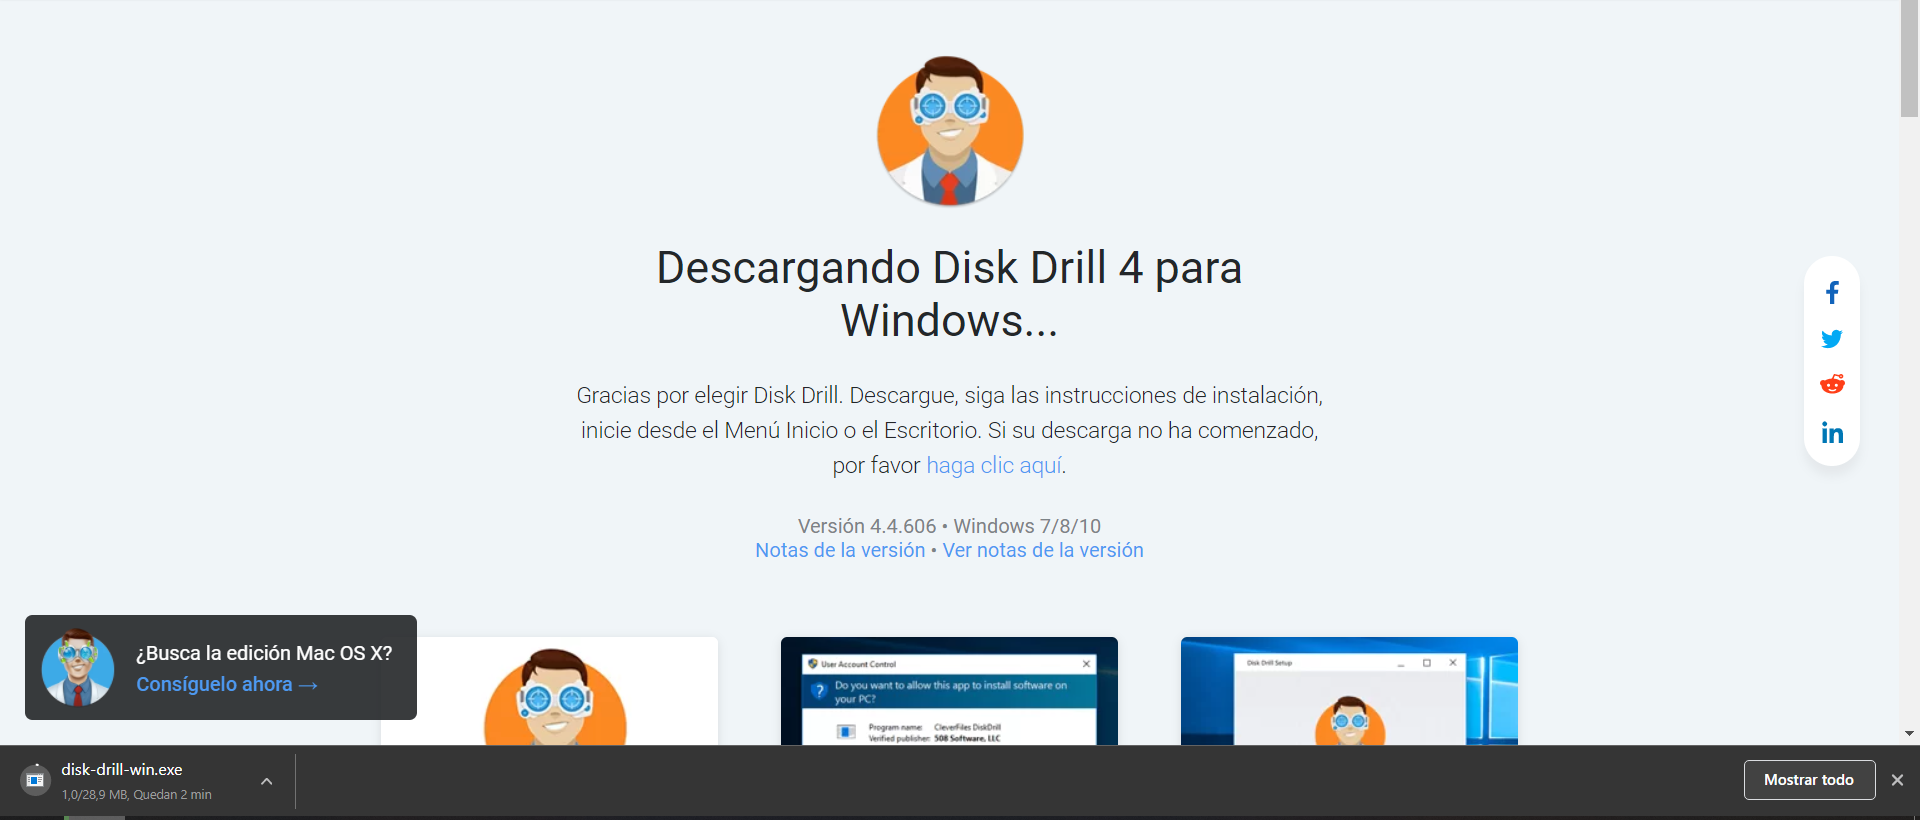 Descargando Disk Drill 4 para
Windows...
Gracias por elegir Disk Drill. Descargue, siga las instrucciones de instalación,
inicie desde el Menú Inicio o el Escritorio. Si su descarga no ha comenzado,
por favor haga clic aquí.
Versión 4.4.606 • Windows 7/8/10
Notas de la versión • Ver notas de la versión
¿Busca la edición Mac OS X?
Consíguelo ahora →
User Account Control
Do you want to allow this app to install software on
your PC?
Program name: CleverFiles DiskDrill
Verified publisher: 508 Software, LLC
Disk Drill Setup
disk-drill-win.exe
1,0/28,9 MB, Quedan 2 min
Mostrar todo